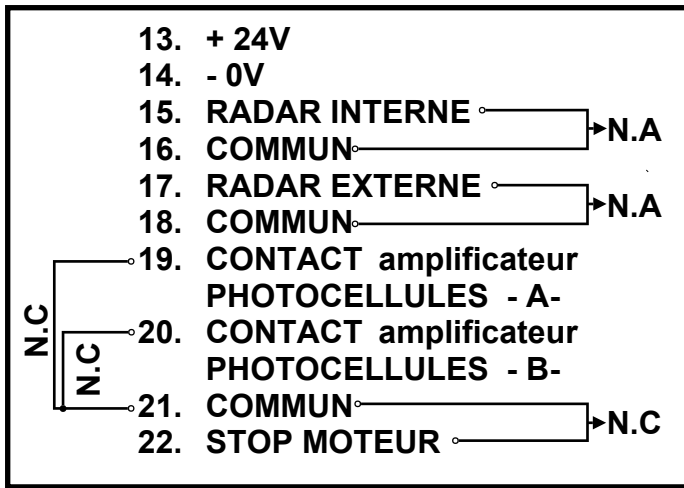 13. + 24V
14. - 0V
15. RADAR INTERNE
N.A
16. COMMUN
17. RADAR EXTERNE
N.A
18. COMMUN
19. CONTACT amplificateur
PHOTOCELLULES - A-
N.C
20. CONTACT amplificateur
PHOTOCELLULES - B-
N.C
21. COMMUN
N.C
22. STOP MOTEUR